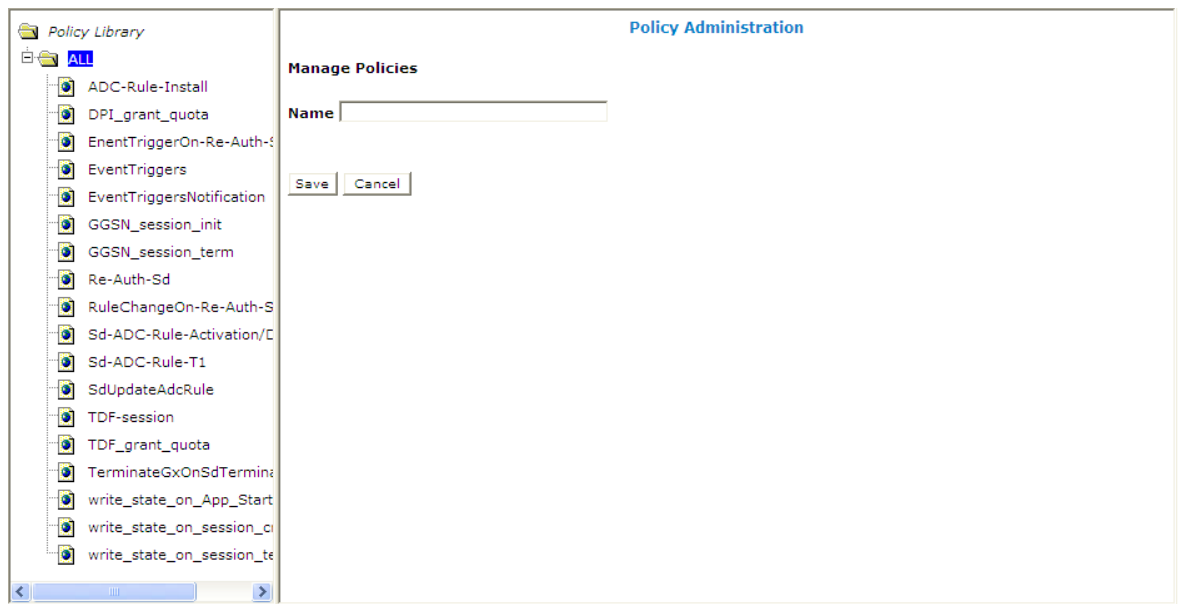 Policy Library
ALL
ADC-Rule-Install
DPI_grant_quota
EnentTriggerOn-Re-Auth-S
EventTriggers
EventTriggersNotification
GGSN_session_init
GGSN_session_term
Re-Auth-Sd
RuleChangeOn-Re-Auth-S
Sd-ADC-Rule-Activation/D
Sd-ADC-Rule-T1
SdUpdateAdcRule
TDF-session
TDF_grant_quota
TerminateGxOnSdTermina
write_state_on_App_Start
write_state_on_session_cr
write_state_on_session_te
Policy Administration
Manage Policies
Name
Save Cancel